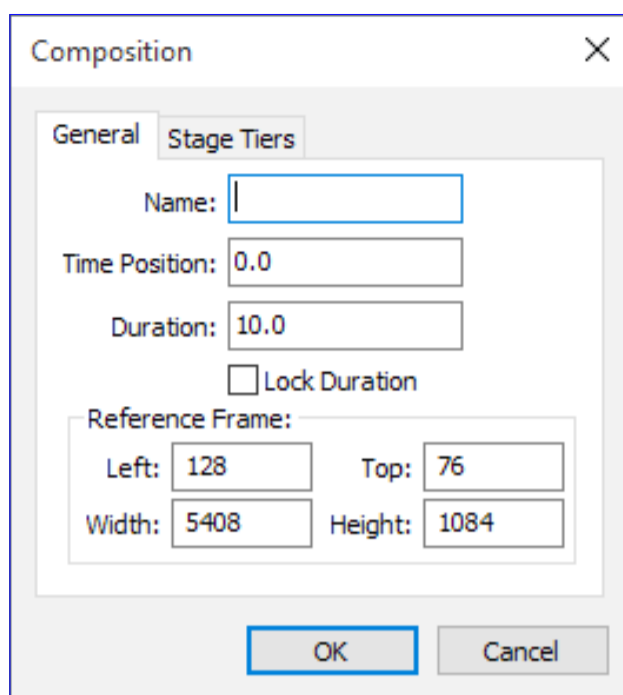 Composition
General Stage Tiers
Name:
Time Position: 0.0
Duration: 10.0
Lock Duration
Reference Frame:
Left: 128 Top: 76
Width: 5408 Height: 1084
OK Cancel